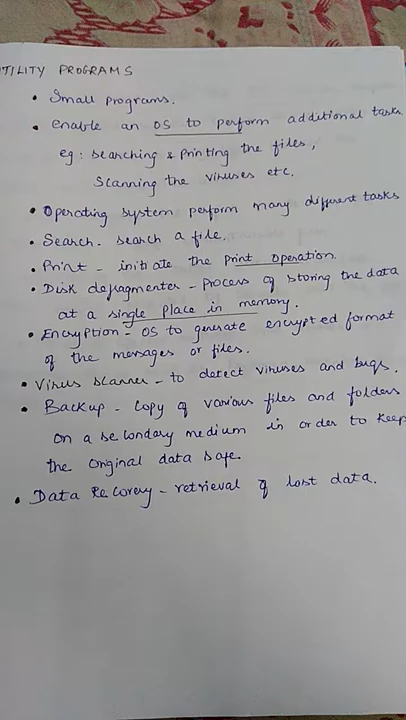 TILITY PROGRAMS
• Small programs.
• enable an OS to perform additional tasks
eg: searching & printing the files,
Scanning the viruses etc.
• Operating system perform many different tasks
• Search - search a file.
• Print - initiate the print operation.
• Disk defragmenter - process of storing the data
at a single place in memory.
• Encryption - OS to generate encrypted format
of the messages or files.
• Virus scanner - to detect viruses and bugs.
• Backup - copy of various files and folders
on a secondary medium in order to keep
the original data safe.
• Data Recovery - retrieval of lost data.